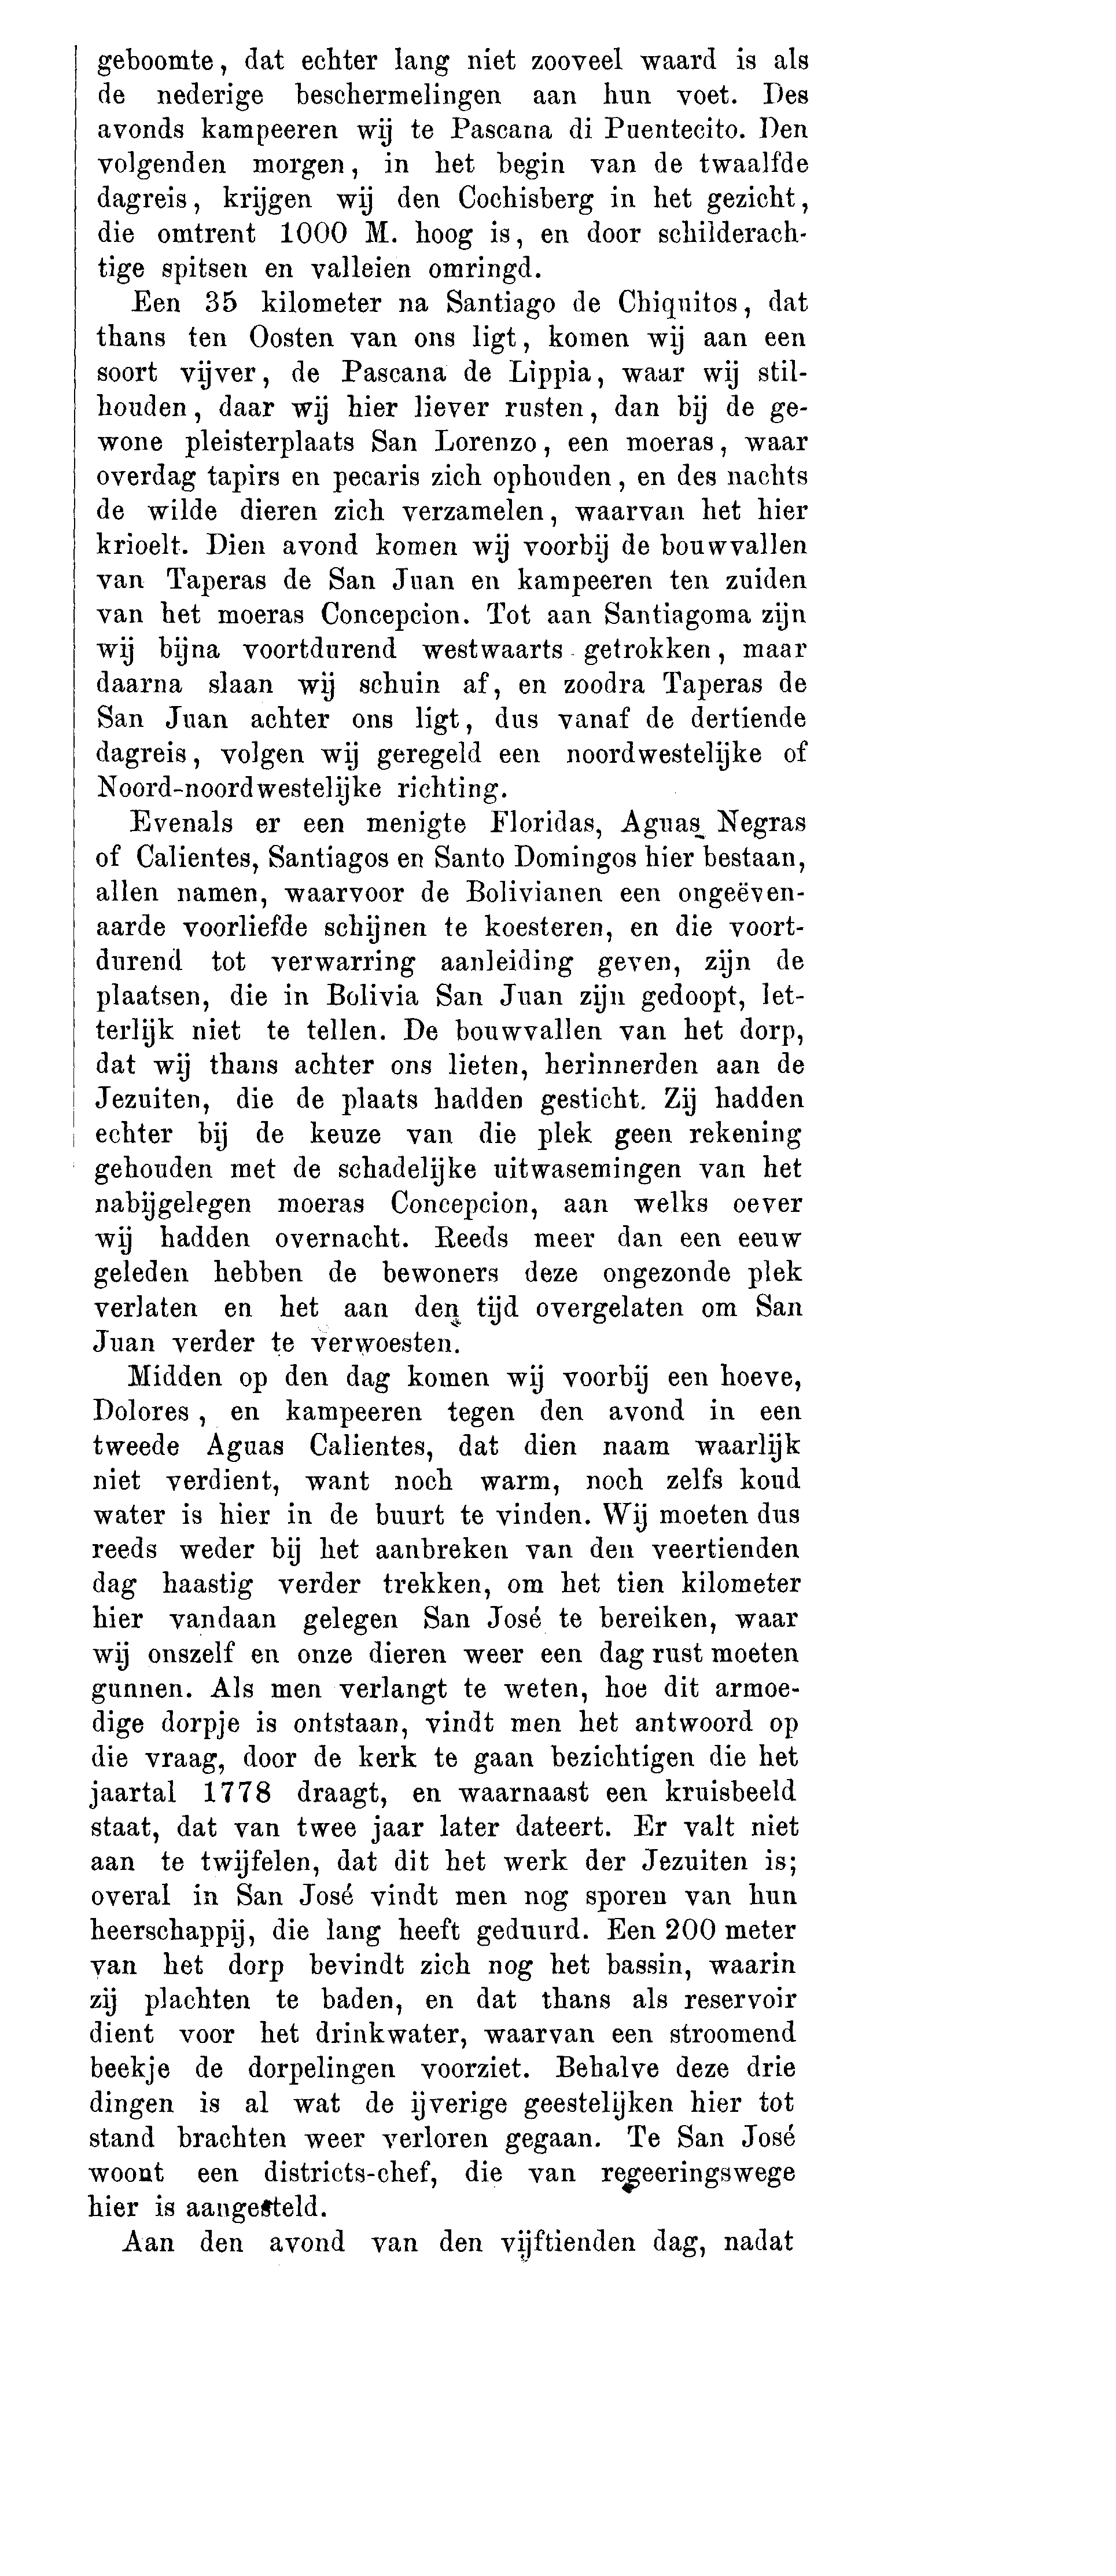 geboomte, dat echter lang niet zooveel waard is als
de nederige beschermelingen aan hun voet. Des
avonds kampeeren wij te Pascana di Puentecito. Den
volgenden morgen, in het begin van de twaalfde
dagreis, krijgen wij den Cochisberg in het gezicht,
die omtrent 1000 M. hoog is, en door schilderach-
tige spitsen en valleien omringd.
Een 35 kilometer na Santiago de Chiquitos, dat
thans ten Oosten van ons ligt, komen wij aan een
soort vijver, de Pascana de Lippia, waar wij stil-
houden, daar wij hier liever rusten, dan bij de ge-
wone pleisterplaats San Lorenzo, een moeras, waar
overdag tapirs en pecaris zich ophouden, en des nachts
de wilde dieren zich verzamelen, waarvan het hier
krioelt. Dien avond komen wij voorbij de bouwvallen
van Taperas de San Juan en kampeeren ten zuiden
van het moeras Concepcion. Tot aan Santiagoma zijn
wij bijna voortdurend westwaarts getrokken, maar
daarna slaan wij schuin af, en zoodra Taperas de
San Juan achter ons ligt, dus vanaf de dertiende
dagreis, volgen wij geregeld een noordwestelijke of
Noord-noordwestelijke richting.
Evenals er een menigte Floridas, Aguas Negras
of Calientes, Santiagos en Santo Domingos hier bestaan,
allen namen, waarvoor de Bolivianen een ongeëven-
aarde voorliefde schijnen te koesteren, en die voort-
durend tot verwarring aanleiding geven, zijn de
plaatsen, die in Bolivia San Juan zijn gedoopt, let-
terlijk niet te tellen. De bouwvallen van het dorp,
dat wij thans achter ons lieten, herinnerden aan de
Jezuiten, die de plaats hadden gesticht. Zij hadden
echter bij de keuze van die plek geen rekening
gehouden met de schadelijke uitwasemingen van het
nabijgelegen moeras Concepcion, aan welks oever
wij hadden overnacht. Reeds meer dan een eeuw
geleden hebben de bewoners deze ongezonde plek
verlaten en het aan den tijd overgelaten om San
Juan verder te verwoesten.
Midden op den dag komen wij voorbij een hoeve,
Dolores, en kampeeren tegen den avond in een
tweede Aguas Calientes, dat dien naam waarlijk
niet verdient, want noch warm, noch zelfs koud
water is hier in de buurt te vinden. Wij moeten dus
reeds weder bij het aanbreken van den veertienden
dag haastig verder trekken, om het tien kilometer
hier vandaan gelegen San José te bereiken, waar
wij onszelf en onze dieren weer een dag rust moeten
gunnen. Als men verlangt te weten, hoe dit armoe-
dige dorpje is ontstaan, vindt men het antwoord op
die vraag, door de kerk te gaan bezichtigen die het
jaartal 1778 draagt, en waarnaast een kruisbeeld
staat, dat van twee jaar later dateert. Er valt niet
aan te twijfelen, dat dit het werk der Jezuiten is;
overal in San José vindt men nog sporen van hun
heerschappij, die lang heeft geduurd. Een 200 meter
van het dorp bevindt zich nog het bassin, waarin
zij plachten te baden, en dat thans als reservoir
dient voor het drinkwater, waarvan een stroomend
beekje de dorpelingen voorziet. Behalve deze drie
dingen is al wat de ijverige geestelijken hier tot
stand brachten weer verloren gegaan. Te San José
woont een districts-chef, die van regeeringswege
hier is aangesteld.
Aan den avond van den vijftienden dag, nadat